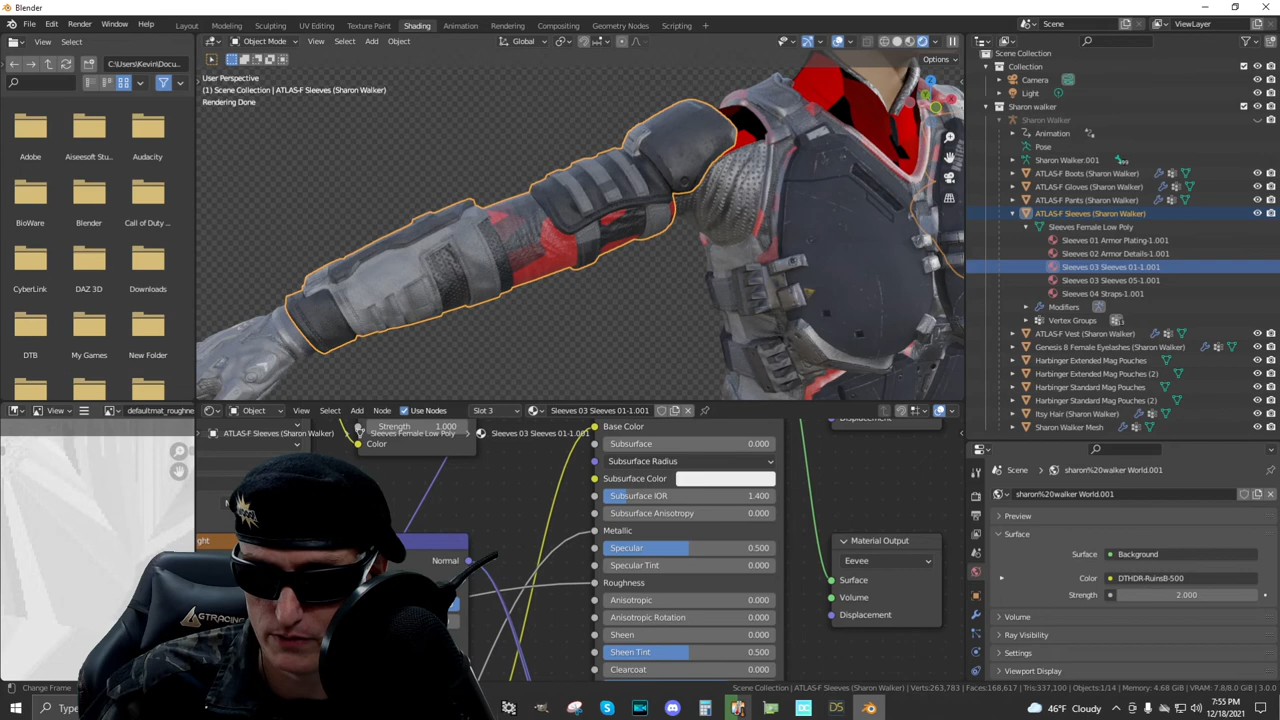 Blender
File Edit Render Window Help
Layout Modeling Sculpting UV Editing Texture Paint Shading Animation Rendering Compositing Geometry Nodes Scripting +
Scene ViewLayer
View Select
Object Mode View Select Add Object Global
C:\Users\Kevin\Docum...
Options
User Perspective
(1) Scene Collection | ATLAS-F Sleeves (Sharon Walker)
Rendering Done
Adobe Aiseesoft Stu... Audacity
BioWare Blender Call of Duty ...
CyberLink DAZ 3D Downloads
DTB My Games New Folder
Scene Collection
Collection
Camera
Light
Sharon walker
Sharon Walker
Animation
Pose
Sharon Walker.001
ATLAS-F Boots (Sharon Walker)
ATLAS-F Gloves (Sharon Walker)
ATLAS-F Pants (Sharon Walker)
ATLAS-F Sleeves (Sharon Walker)
Sleeves Female Low Poly
Sleeves 01 Armor Plating-1.001
Sleeves 02 Armor Details-1.001
Sleeves 03 Sleeves 01-1.001
Sleeves 03 Sleeves 05-1.001
Sleeves 04 Straps-1.001
Modifiers
Vertex Groups
ATLAS-F Vest (Sharon Walker)
Genesis 8 Female Eyelashes (Sharon Walker)
Harbinger Extended Mag Pouches
Harbinger Extended Mag Pouches (2)
Harbinger Standard Mag Pouches
Harbinger Standard Mag Pouches (2)
Itsy Hair (Sharon Walker)
Sharon Walker Mesh
View defaultmat_roughne
Object View Select Add Node Use Nodes Slot 3 Sleeves 03 Sleeves 01-1.001
Strength 1.000
ATLAS-F Sleeves (Sharon Walker) Sleeves Female Low Poly Sleeves 03 Sleeves 01-1.001
Color
Normal
Base Color
Subsurface 0.000
Subsurface Radius
Subsurface Color
Subsurface IOR 1.400
Subsurface Anisotropy 0.000
Metallic
Specular 0.500
Specular Tint 0.000
Roughness
Anisotropic 0.000
Anisotropic Rotation 0.000
Sheen 0.000
Sheen Tint 0.500
Clearcoat 0.000
Displacement
Material Output
Eevee
Surface
Volume
Displacement
Scene sharon%20walker World.001
sharon%20walker World.001
Preview
Surface
Surface Background
Color DTHDR-RuinsB-500
Strength 2.000
Volume
Ray Visibility
Settings
Viewport Display
GTRACING
Change Frame
Scene Collection | ATLAS-F Sleeves (Sharon Walker) | Verts:263,783 | Faces:168,617 | Tris:337,100 | Objects:1/14 | Memory: 4.68 GiB | VRAM: 7.8/8.0 GiB | 3.0.0
Type
DC DS
46°F Cloudy
7:55 PM
12/18/2021